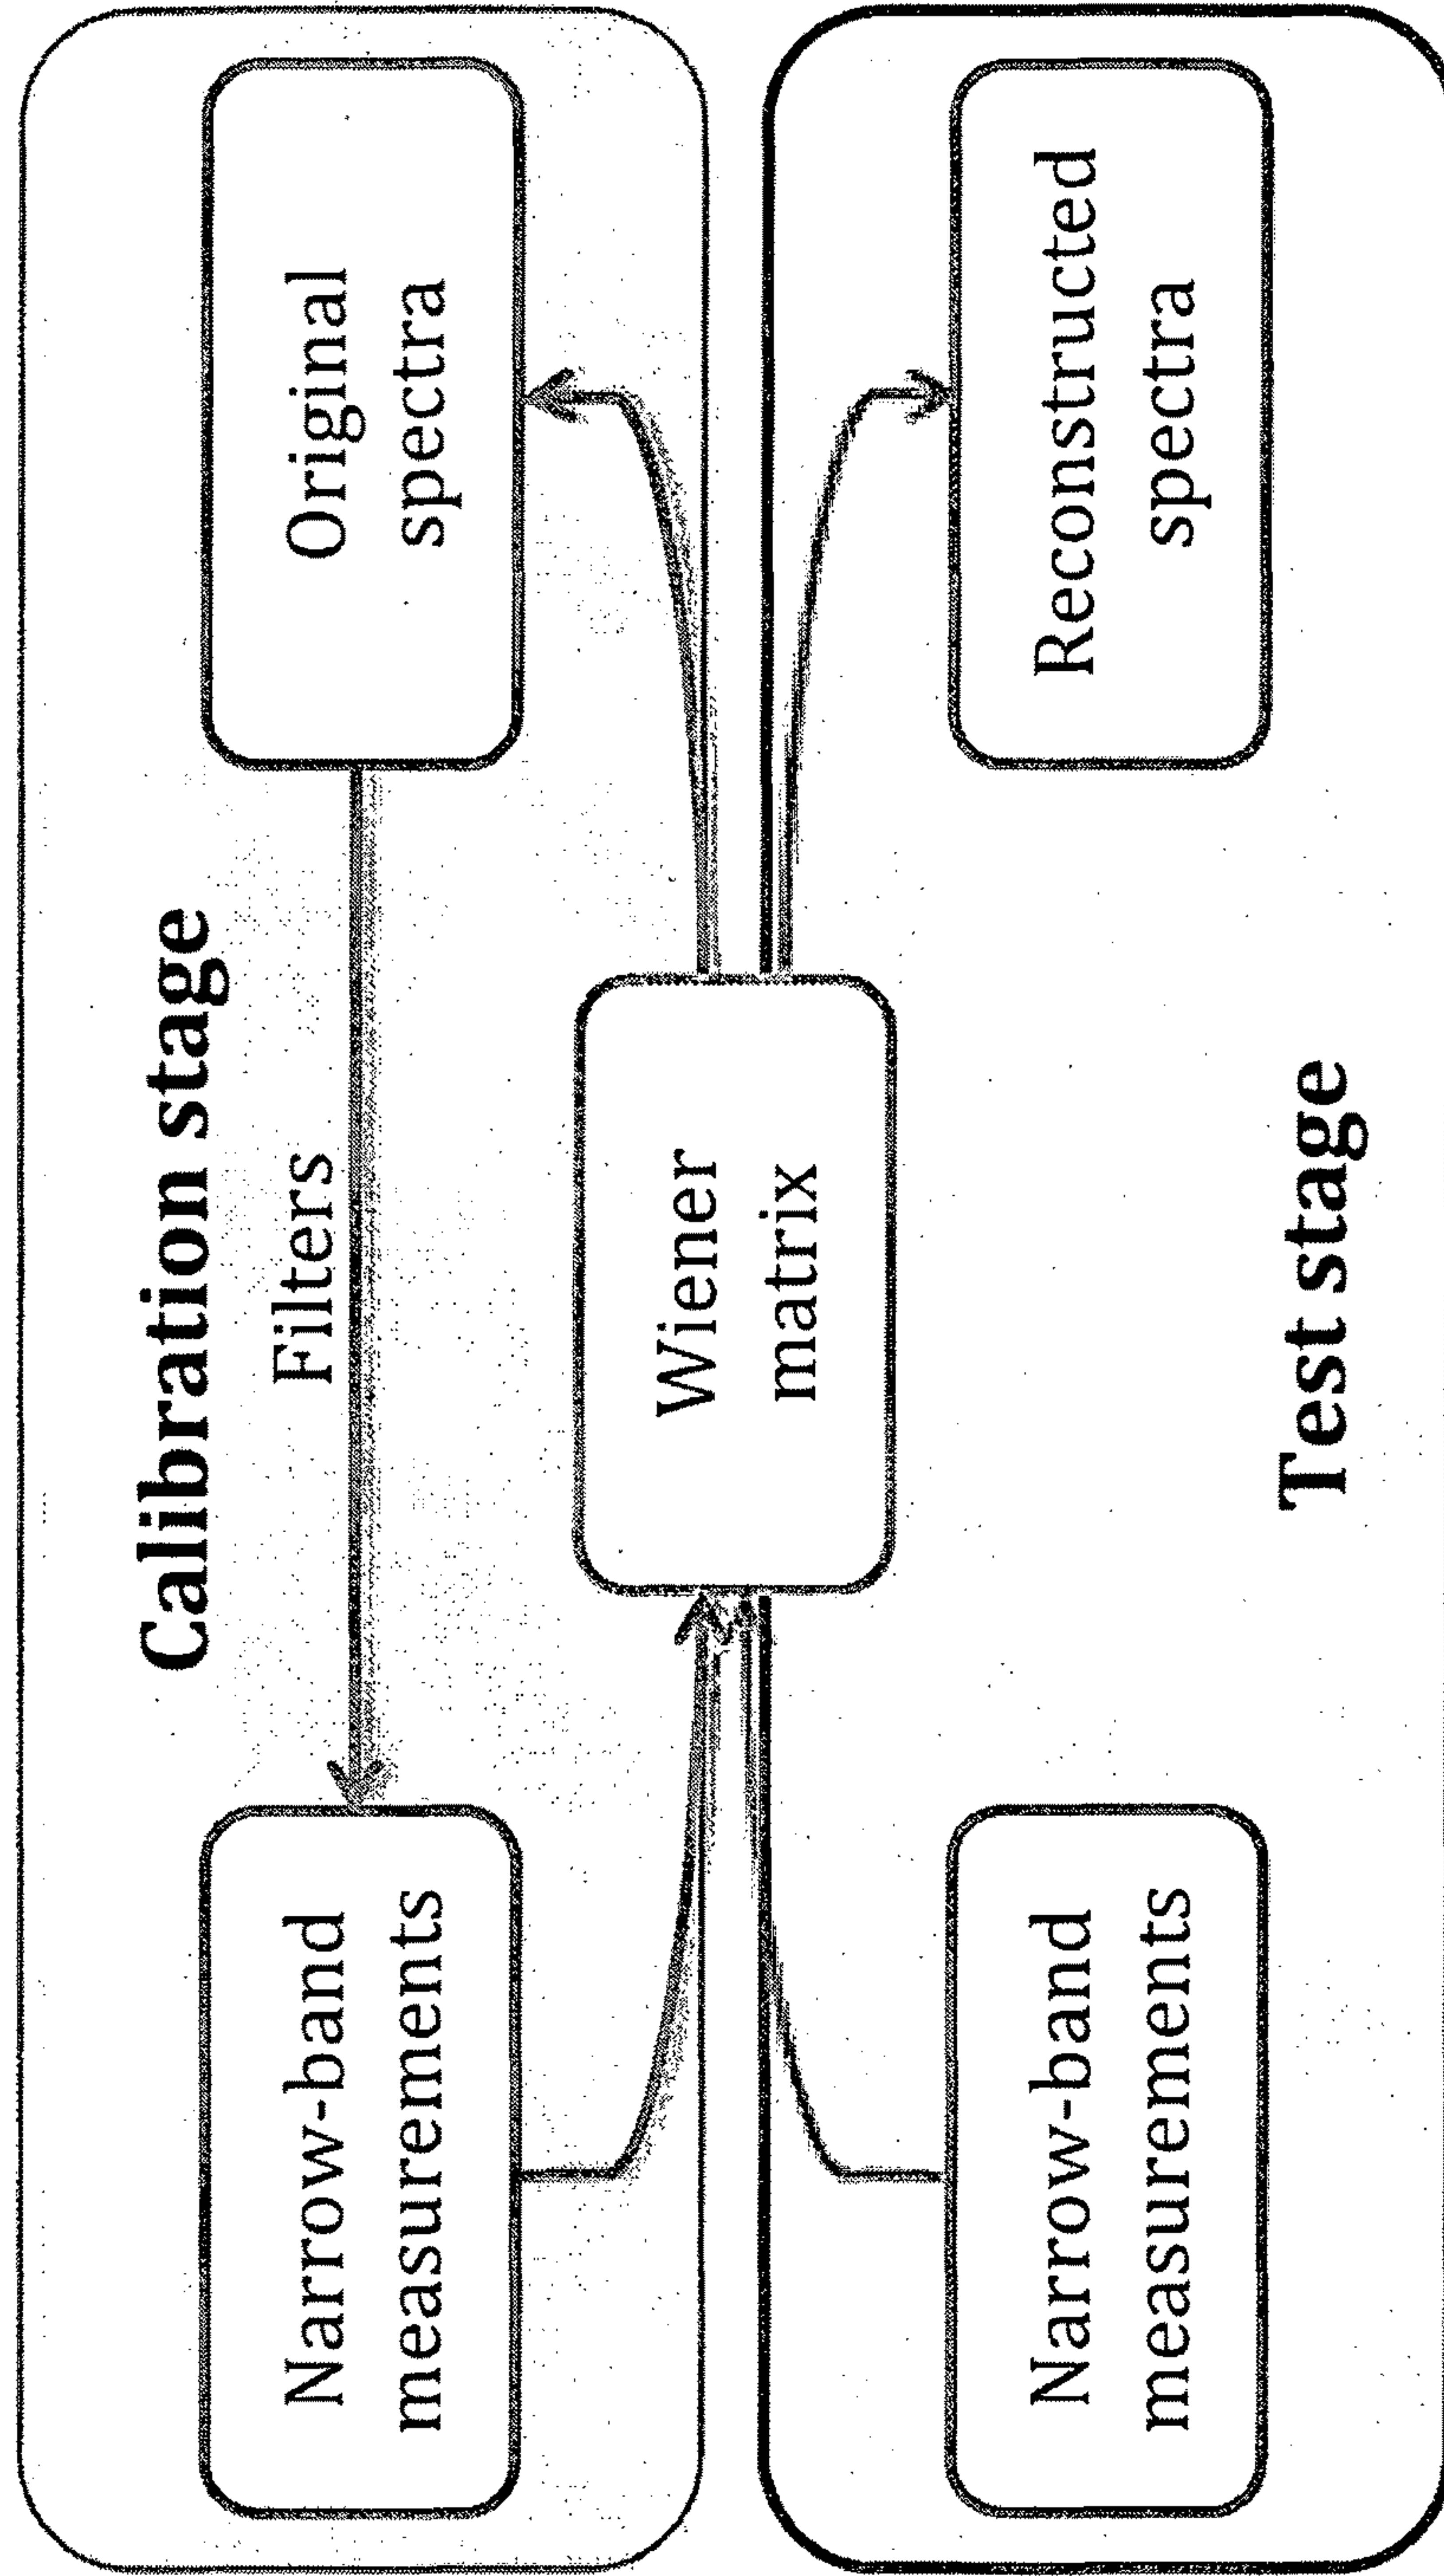 Calibration stage
Filters
Narrow-band
measurements
Original
spectra
Wiener
matrix
Narrow-band
measurements
Reconstructed
spectra
Test stage